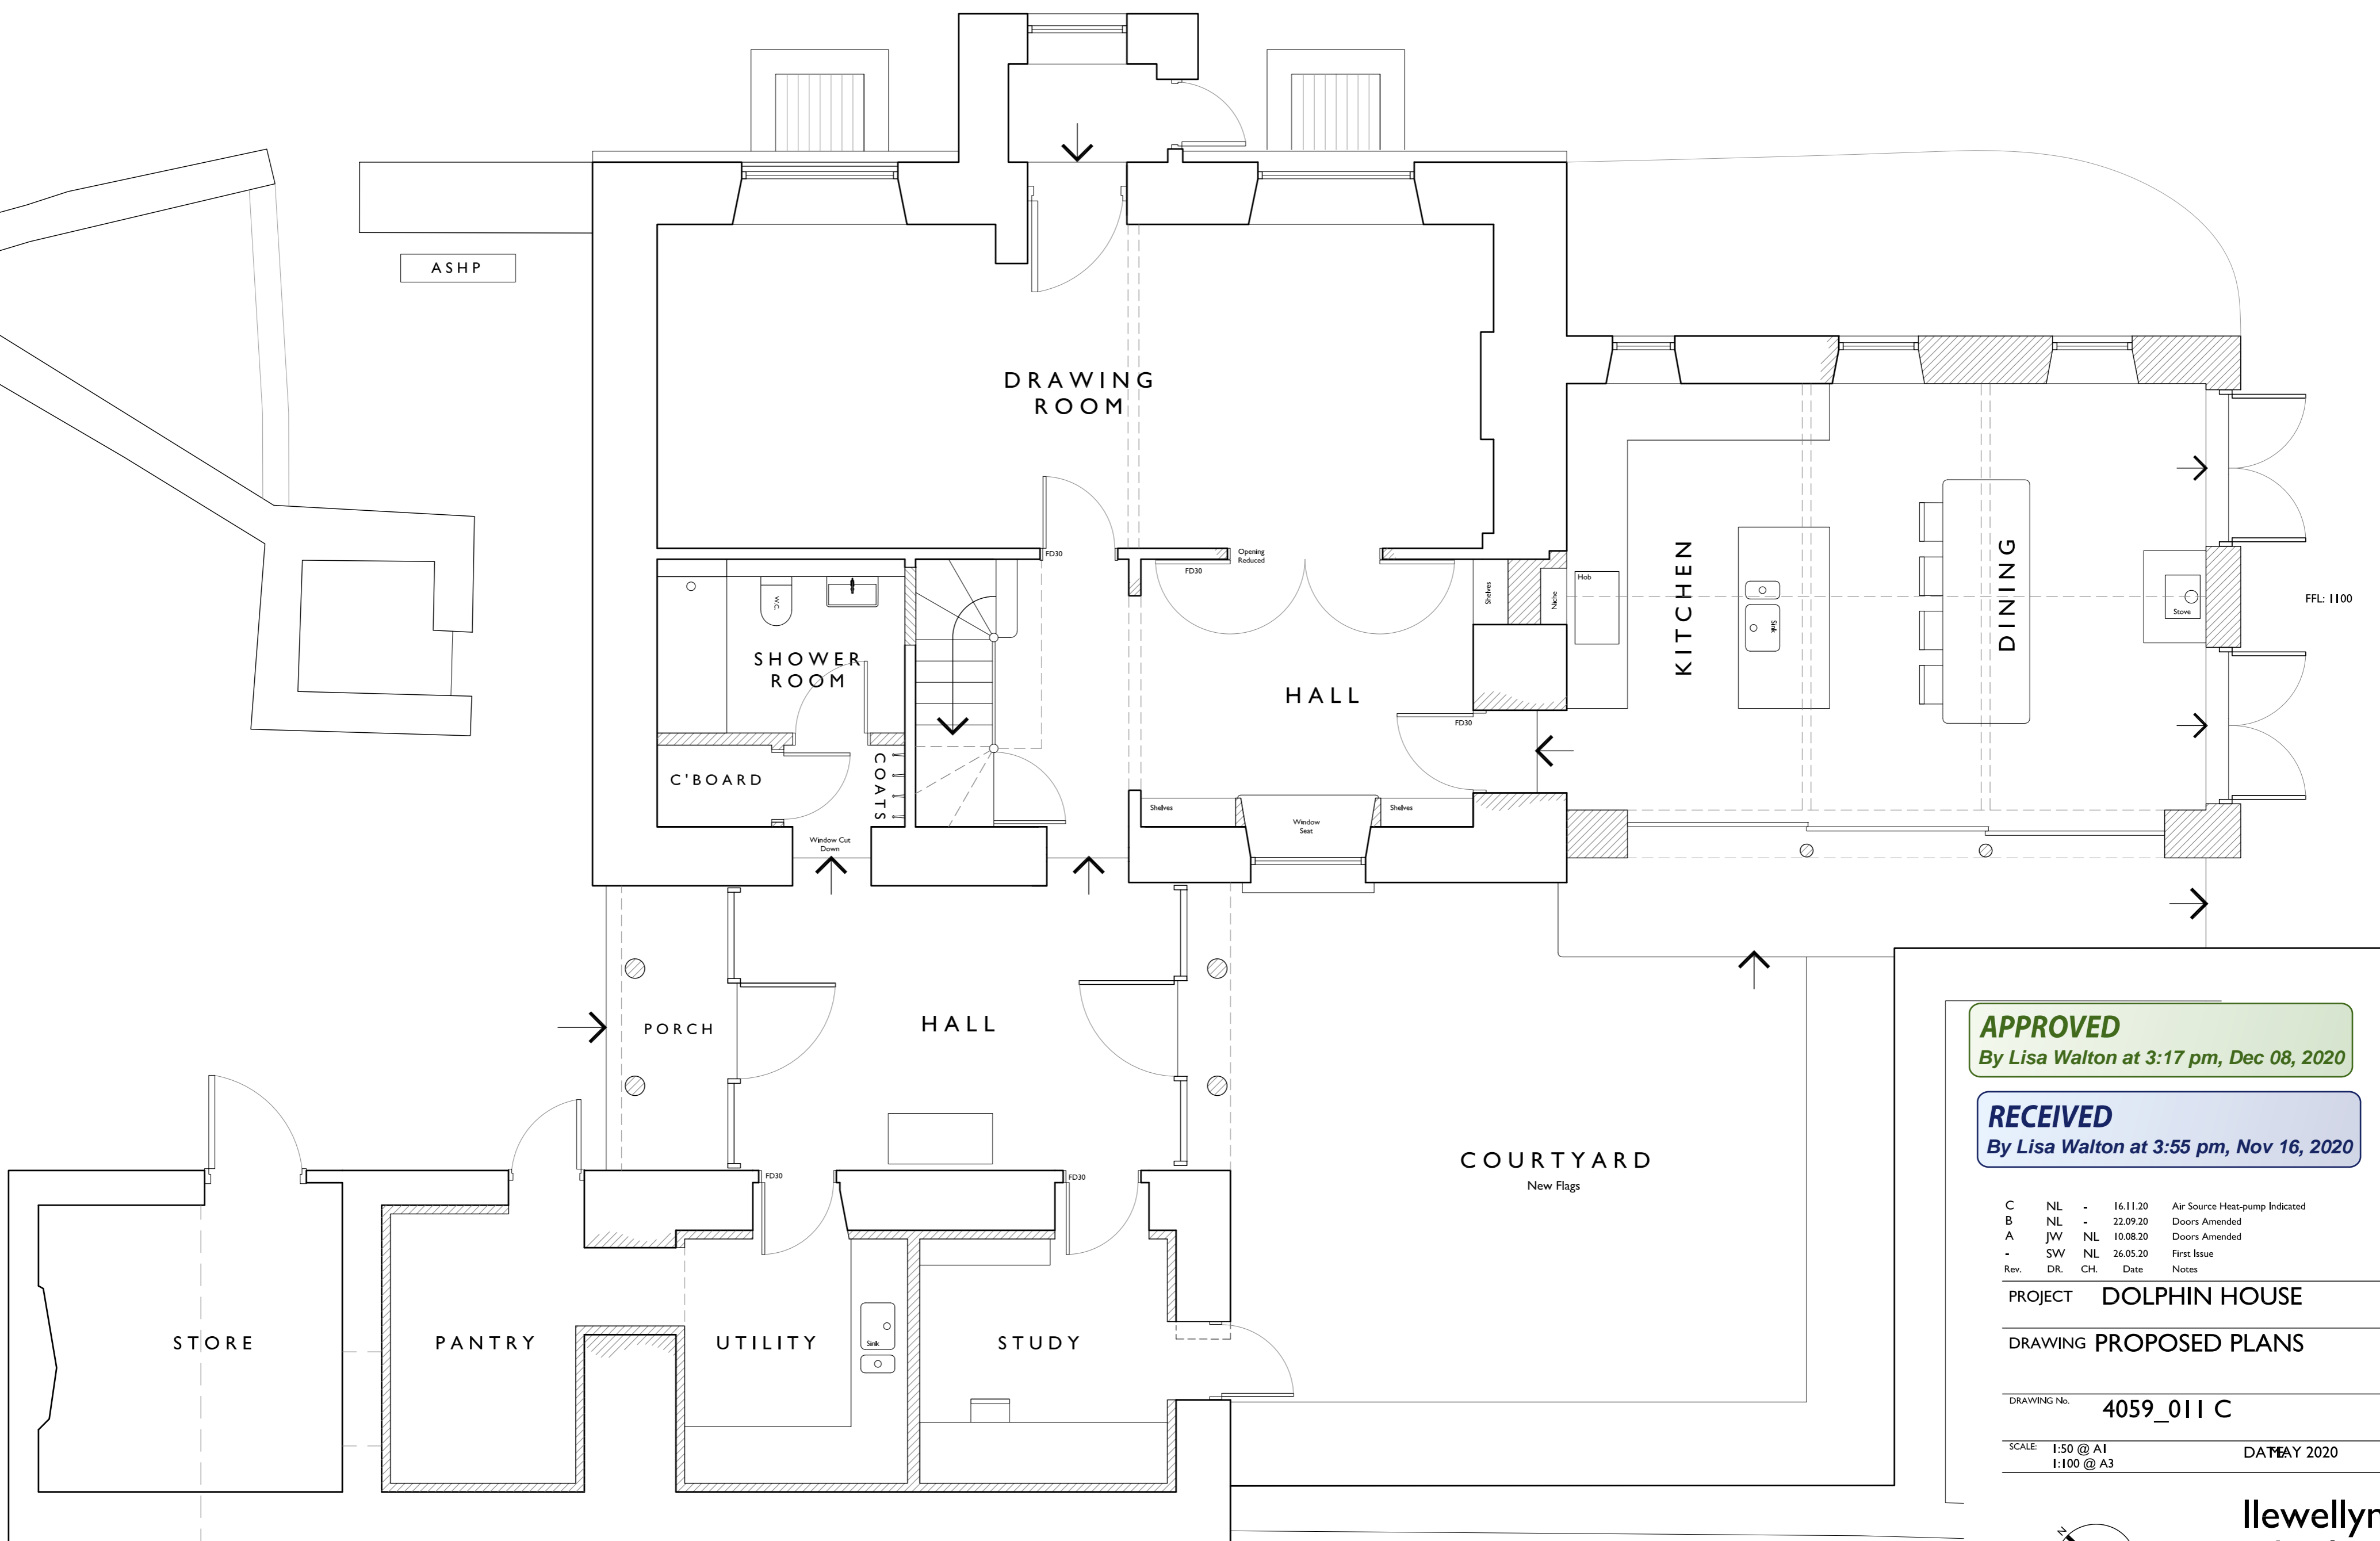 ASHP
DRAWING
ROOM
FD30
Opening
Reduced
FD30
W.C.
SHOWER
ROOM
C'BOARD
COATS
Window Cut
Down
HALL
Shelves
Niche
Hob
FD30
Shelves
Window
Seat
Shelves
KITCHEN
Sink
DINING
Stove
FFL: 1100
PORCH
HALL
FD30
FD30
COURTYARD
New Flags
STORE
PANTRY
UTILITY
Sink
STUDY
APPROVED
By Lisa Walton at 3:17 pm, Dec 08, 2020
RECEIVED
By Lisa Walton at 3:55 pm, Nov 16, 2020
C NL - 16.11.20 Air Source Heat-pump Indicated
B NL - 22.09.20 Doors Amended
A JW NL 10.08.20 Doors Amended
- SW NL 26.05.20 First Issue
Rev. DR. CH. Date Notes
PROJECT DOLPHIN HOUSE
DRAWING PROPOSED PLANS
DRAWING No. 4059_011 C
SCALE: 1:50 @ A1 DATE: MAY 2020
1:100 @ A3
llewellyn
N